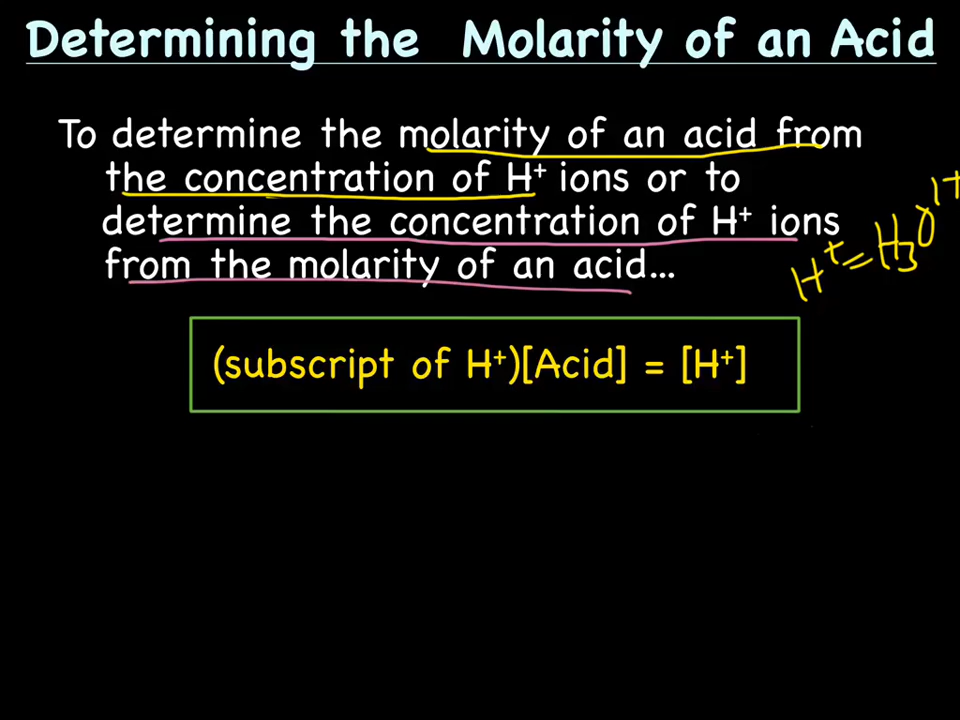 Determining the Molarity of an Acid
To determine the molarity of an acid from
the concentration of H⁺ ions or to
determine the concentration of H⁺ ions
from the molarity of an acid...
H⁺ = H₃O¹⁺
(subscript of H⁺)[Acid] = [H⁺]